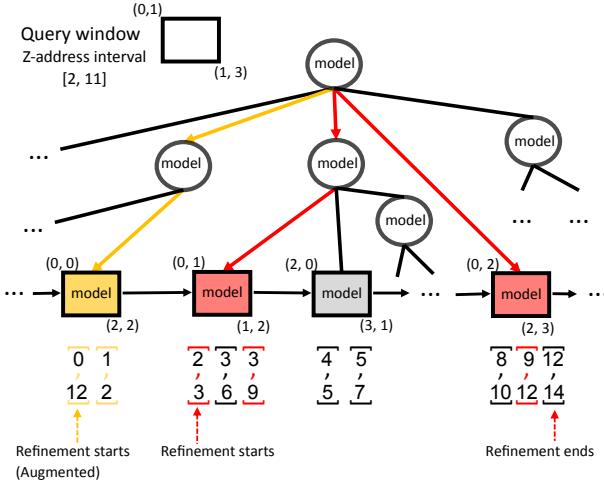 (0,1)
Query window
Z-address interval
[2, 11]
(1, 3)
model
model
model
model
model
...
...
...
...
(0, 0)
(0, 1)
(2, 0)
(0, 2)
...
model
model
model
...
model
...
(2, 2)
(1, 2)
(3, 1)
(2, 3)
[0, 12] [1, 2]
[2, 3] [3, 6] [3, 9]
[4, 5] [5, 7]
[8, 10] [9, 12] [12, 14]
Refinement starts
(Augmented)
Refinement starts
Refinement ends